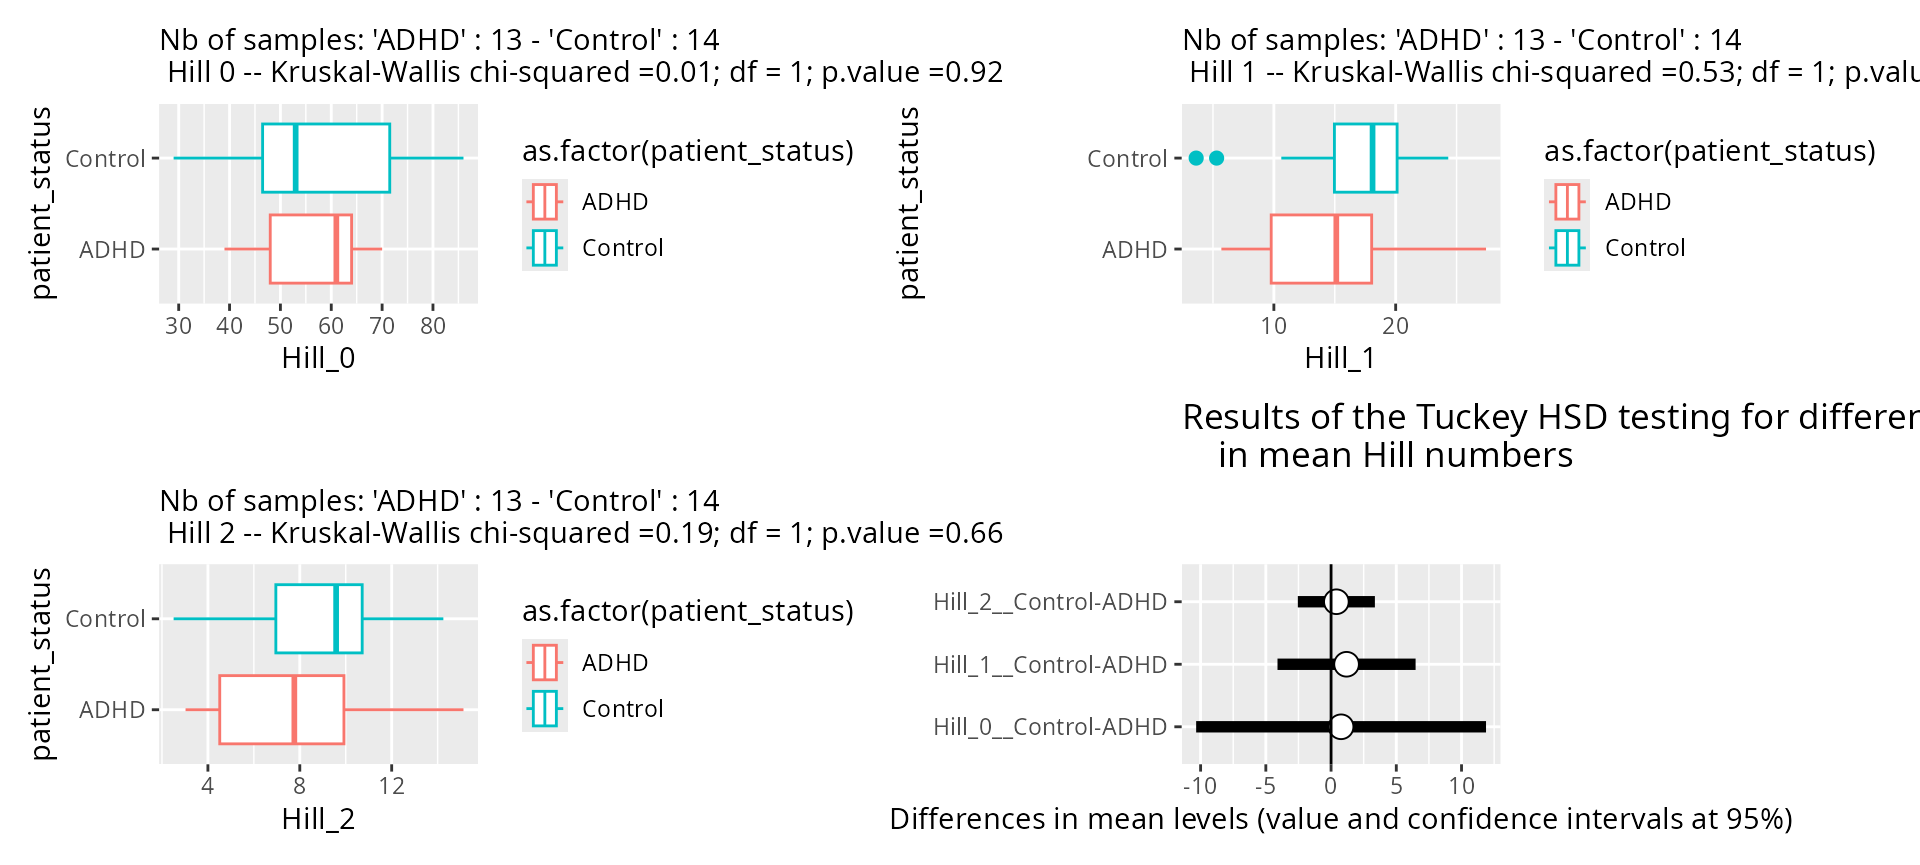 Nb of samples: 'ADHD' : 13 - 'Control' : 14
Hill 0 -- Kruskal-Wallis chi-squared =0.01; df = 1; p.value =0.92
patient_status
Control
ADHD
30 40 50 60 70 80
Hill_0
as.factor(patient_status)
ADHD
Control
Nb of samples: 'ADHD' : 13 - 'Control' : 14
Hill 1 -- Kruskal-Wallis chi-squared =0.53; df = 1;
patient_status
Control
ADHD
10 20
Hill_1
as.factor(patient_status)
ADHD
Control
Nb of samples: 'ADHD' : 13 - 'Control' : 14
Hill 2 -- Kruskal-Wallis chi-squared =0.19; df = 1; p.value =0.66
patient_status
Control
ADHD
4 8 12
Hill_2
as.factor(patient_status)
ADHD
Control
Results of the Tuckey HSD testing for
in mean Hill numbers
Hill_2__Control-ADHD
Hill_1__Control-ADHD
Hill_0__Control-ADHD
-10 -5 0 5 10
Differences in mean levels (value and confidence intervals at 95%)